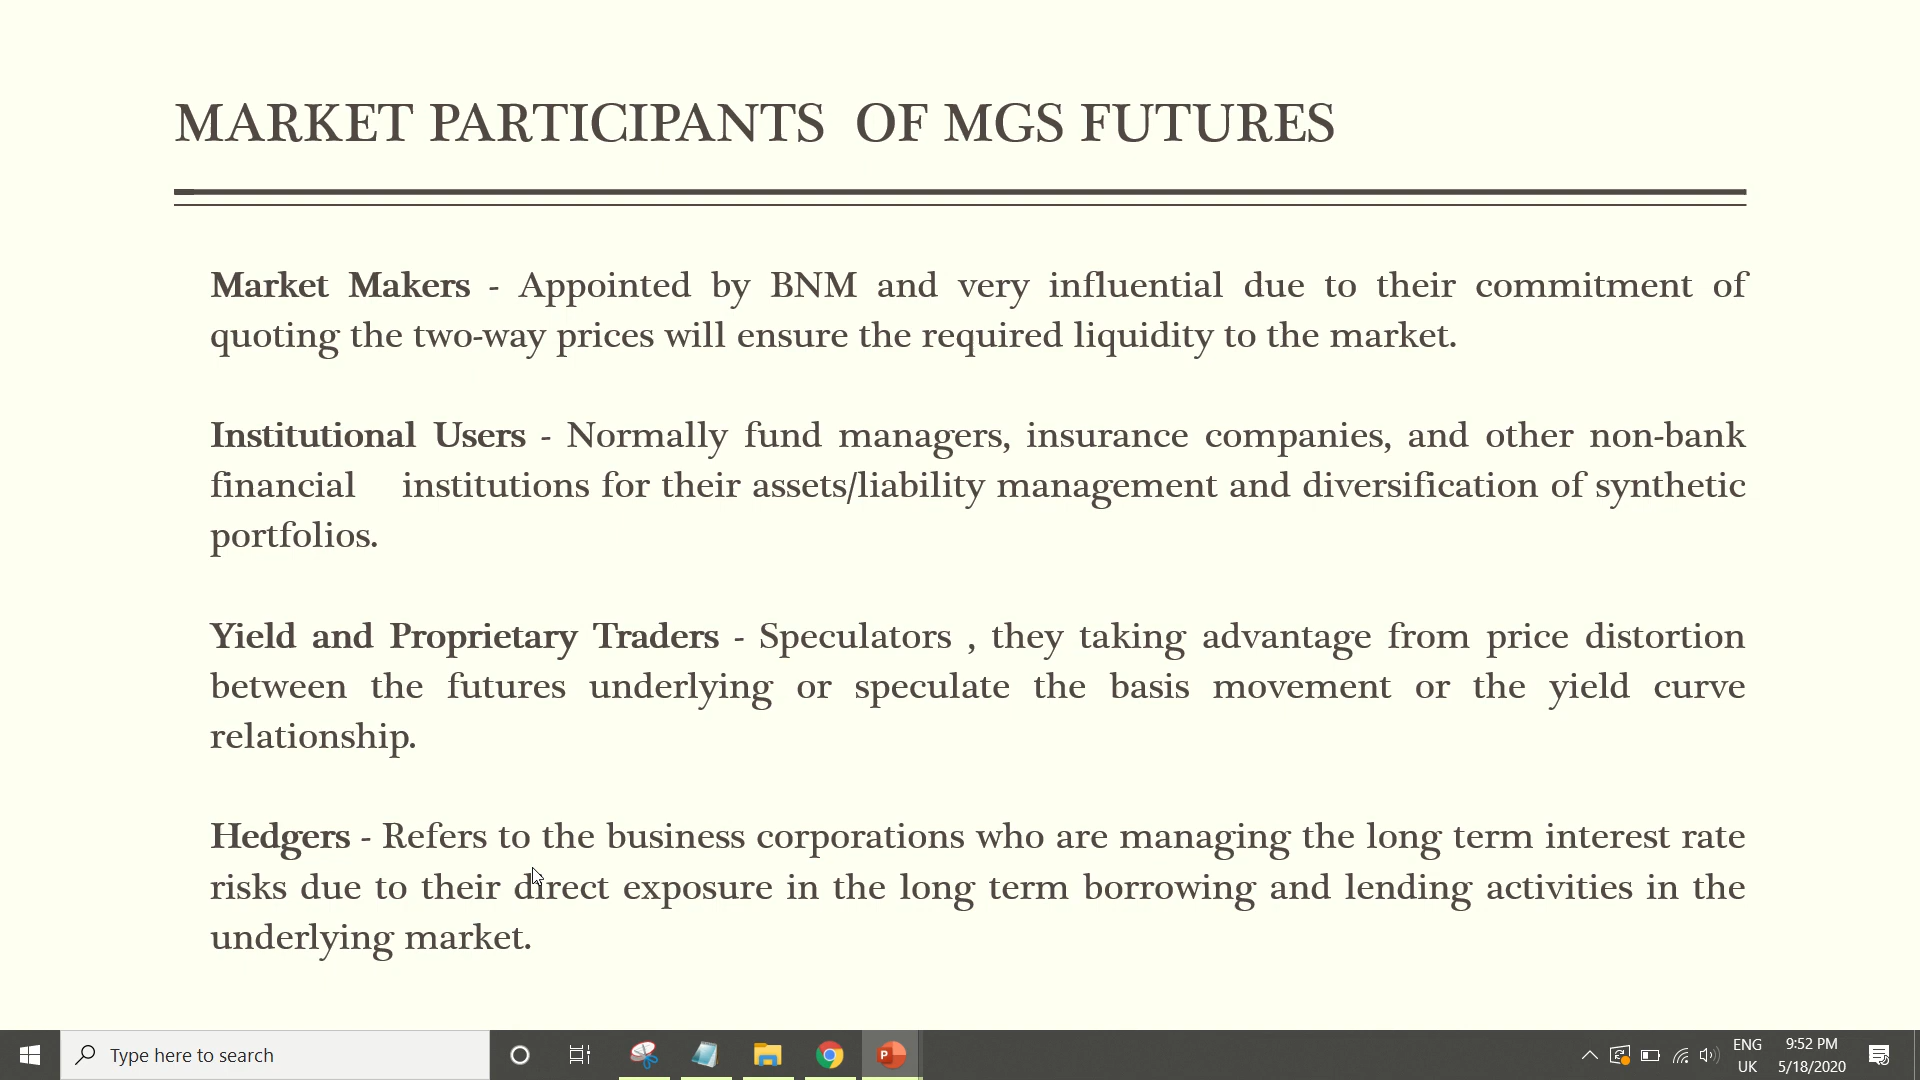 MARKET PARTICIPANTS OF MGS FUTURES
Market Makers - Appointed by BNM and very influential due to their commitment of
quoting the two-way prices will ensure the required liquidity to the market.
Institutional Users - Normally fund managers, insurance companies, and other non-bank
financial institutions for their assets/liability management and diversification of synthetic
portfolios.
Yield and Proprietary Traders - Speculators , they taking advantage from price distortion
between the futures underlying or speculate the basis movement or the yield curve
relationship.
Hedgers - Refers to the business corporations who are managing the long term interest rate
risks due to their direct exposure in the long term borrowing and lending activities in the
underlying market.
Type here to search
P
ENG
UK
9:52 PM
5/18/2020